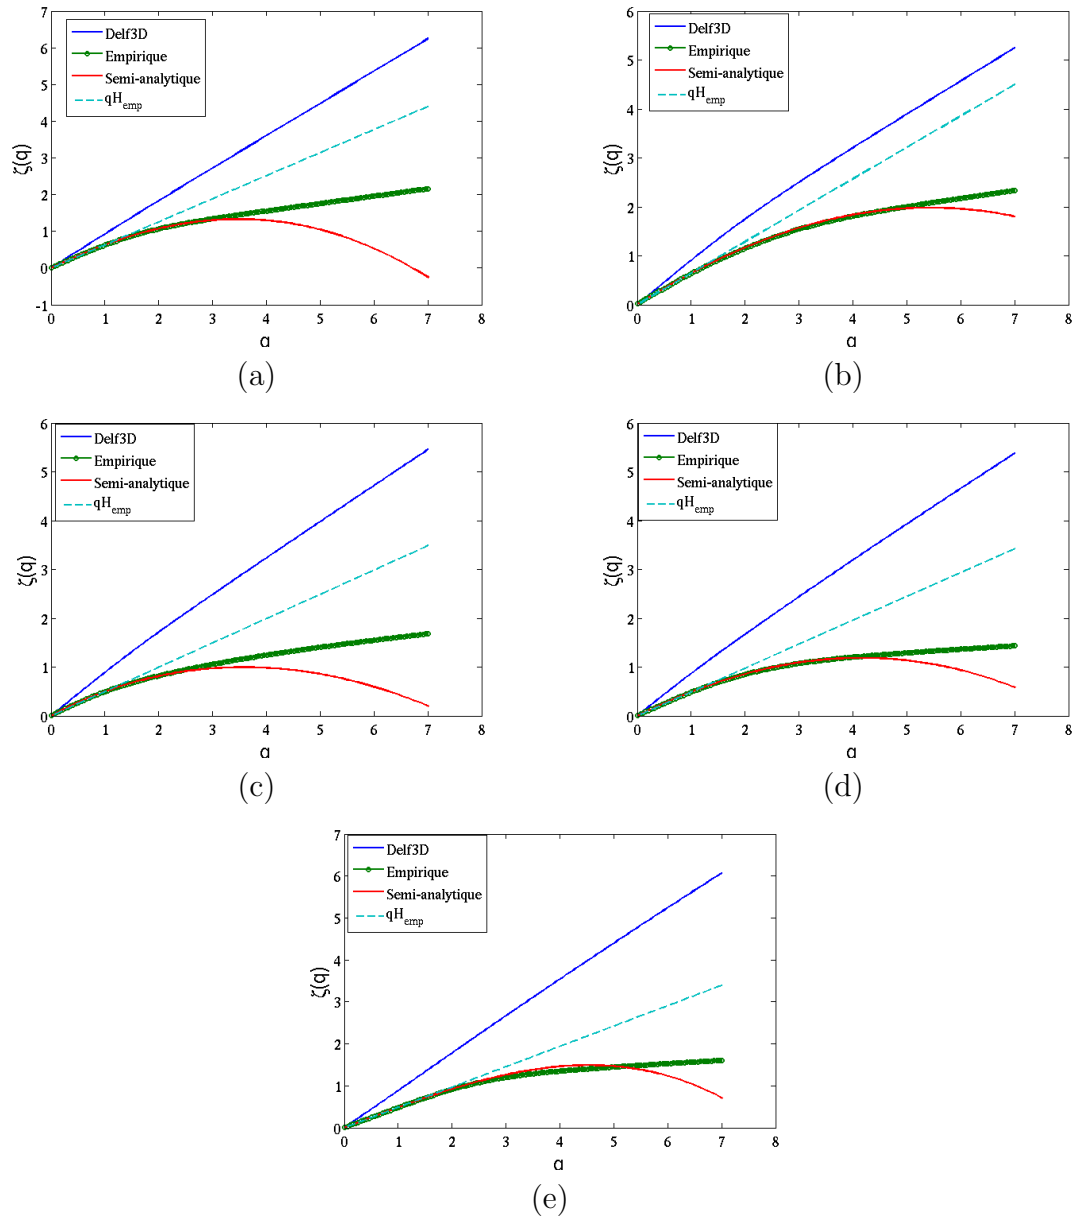 7
6
5
4
3
2
1
0
-1
ζ(q)
Delf3D
Empirique
Semi-analytique
qHemp
0 1 2 3 4 5 6 7 8
q
(a)
6
5
4
3
2
1
0
ζ(q)
Delf3D
Empirique
Semi-analytique
qHemp
0 1 2 3 4 5 6 7 8
q
(b)
6
5
4
3
2
1
0
ζ(q)
Delf3D
Empirique
Semi-analytique
qHemp
0 1 2 3 4 5 6 7 8
q
(c)
6
5
4
3
2
1
0
ζ(q)
Delf3D
Empirique
Semi-analytique
qHemp
0 1 2 3 4 5 6 7 8
q
(d)
7
6
5
4
3
2
1
0
ζ(q)
Delf3D
Empirique
Semi-analytique
qHemp
0 1 2 3 4 5 6 7 8
q
(e)